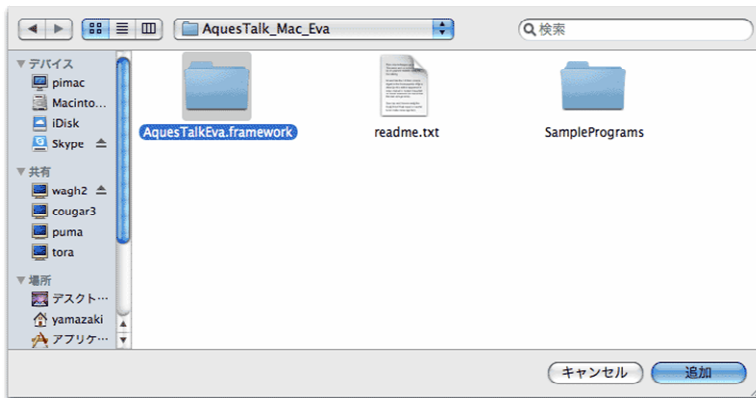 AquesTalk_Mac_Eva
検索
デバイス
pimac
Macinto...
iDisk
Skype
共有
wagh2
cougar3
puma
tora
場所
デスクト...
yamazaki
アプリケ...
AquesTalkEva.framework
readme.txt
SamplePrograms
キャンセル
追加